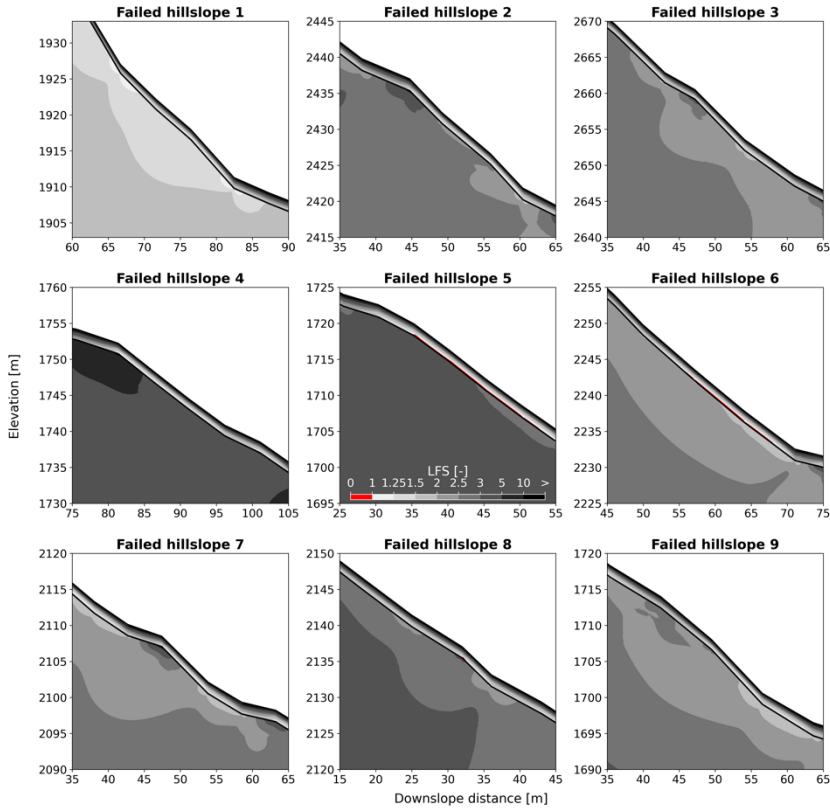 Failed hillslope 1 Failed hillslope 2 Failed hillslope 3
1930 2445 2670
1925 2440 2665
1920 2435 2660
1915 2430 2655
1910 2425 2650
1905 2420 2645
2415 2640
60 65 70 75 80 85 90 35 40 45 50 55 60 65 35 40 45 50 55 60 65
Failed hillslope 4 Failed hillslope 5 Failed hillslope 6
1760 1725 2255
1755 1720 2250
1750 1715 2245
1745 1710 2240
1740 1705 2235
1735 1700 2230
1730 1695 2225
Elevation [m]
LFS [-]
0 1 1.25 1.5 2 2.5 3 5 10 >
75 80 85 90 95 100 105 25 30 35 40 45 50 55 45 50 55 60 65 70 75
Failed hillslope 7 Failed hillslope 8 Failed hillslope 9
2120 2150 1720
2115 2145 1715
2110 2140 1710
2105 2135 1705
2100 2130 1700
2095 2125 1695
2090 2120 1690
35 40 45 50 55 60 65 15 20 25 30 35 40 45 35 40 45 50 55 60 65
Downslope distance [m]